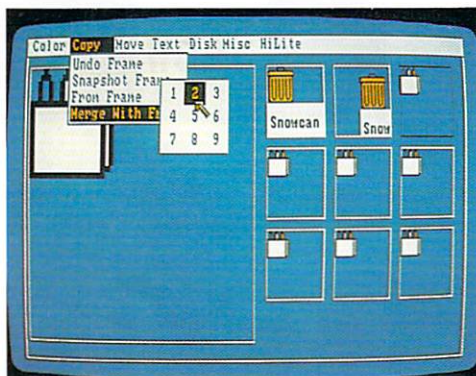 Color Copy Move Text Disk Misc HiLite
Undo Frame
Snapshot Frame
From Frame
Merge With Fr
1 2 3
4 5 6
7 8 9
Snowcan
Snow